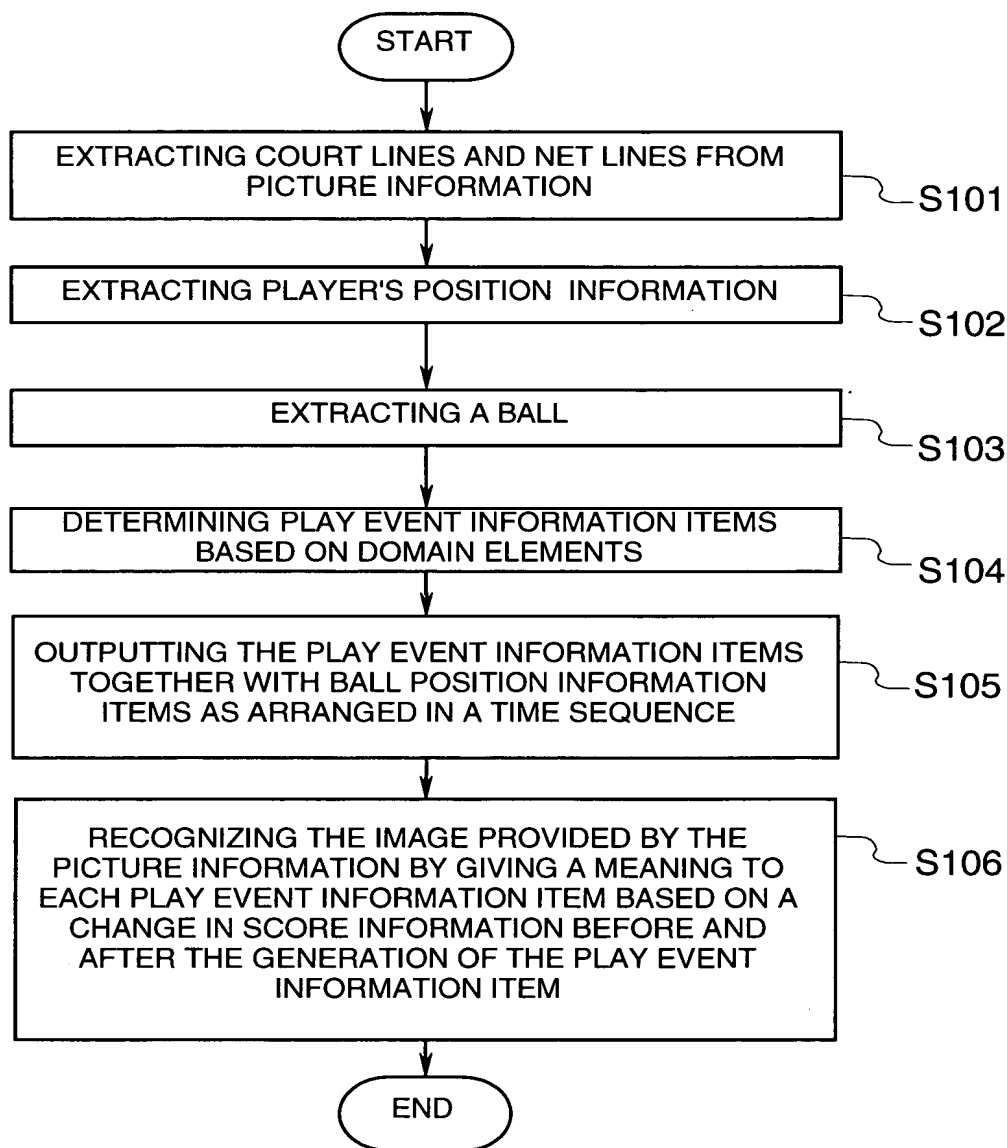 START
EXTRACTING COURT LINES AND NET LINES FROM
PICTURE INFORMATION
S101
EXTRACTING PLAYER'S POSITION INFORMATION
S102
EXTRACTING A BALL
S103
DETERMINING PLAY EVENT INFORMATION ITEMS
BASED ON DOMAIN ELEMENTS
S104
OUTPUTTING THE PLAY EVENT INFORMATION ITEMS
TOGETHER WITH BALL POSITION INFORMATION
ITEMS AS ARRANGED IN A TIME SEQUENCE
S105
RECOGNIZING THE IMAGE PROVIDED BY THE
PICTURE INFORMATION BY GIVING A MEANING TO
EACH PLAY EVENT INFORMATION ITEM BASED ON A
CHANGE IN SCORE INFORMATION BEFORE AND
AFTER THE GENERATION OF THE PLAY EVENT
INFORMATION ITEM
S106
END